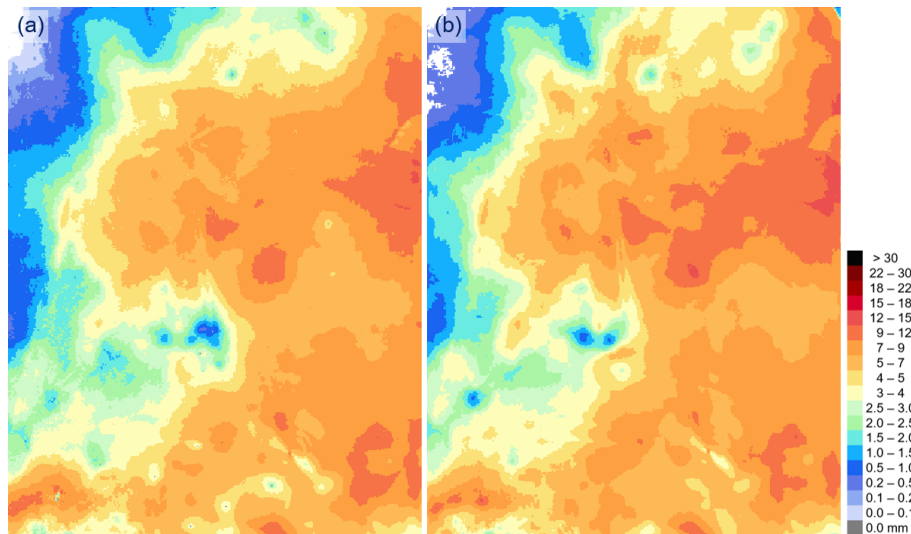 (a)
(b)
> 30
22 – 30
18 – 22
15 – 18
12 – 15
9 – 12
7 – 9
4 – 5
4 – 5
3 – 4
2.5 – 3.0
2.0 – 2.5
1.5 – 2.0
1.0 – 1.5
0.5 – 1.0
0.2 – 0.5
0.1 – 0.2
0.0 – 0.1
0.0 mm